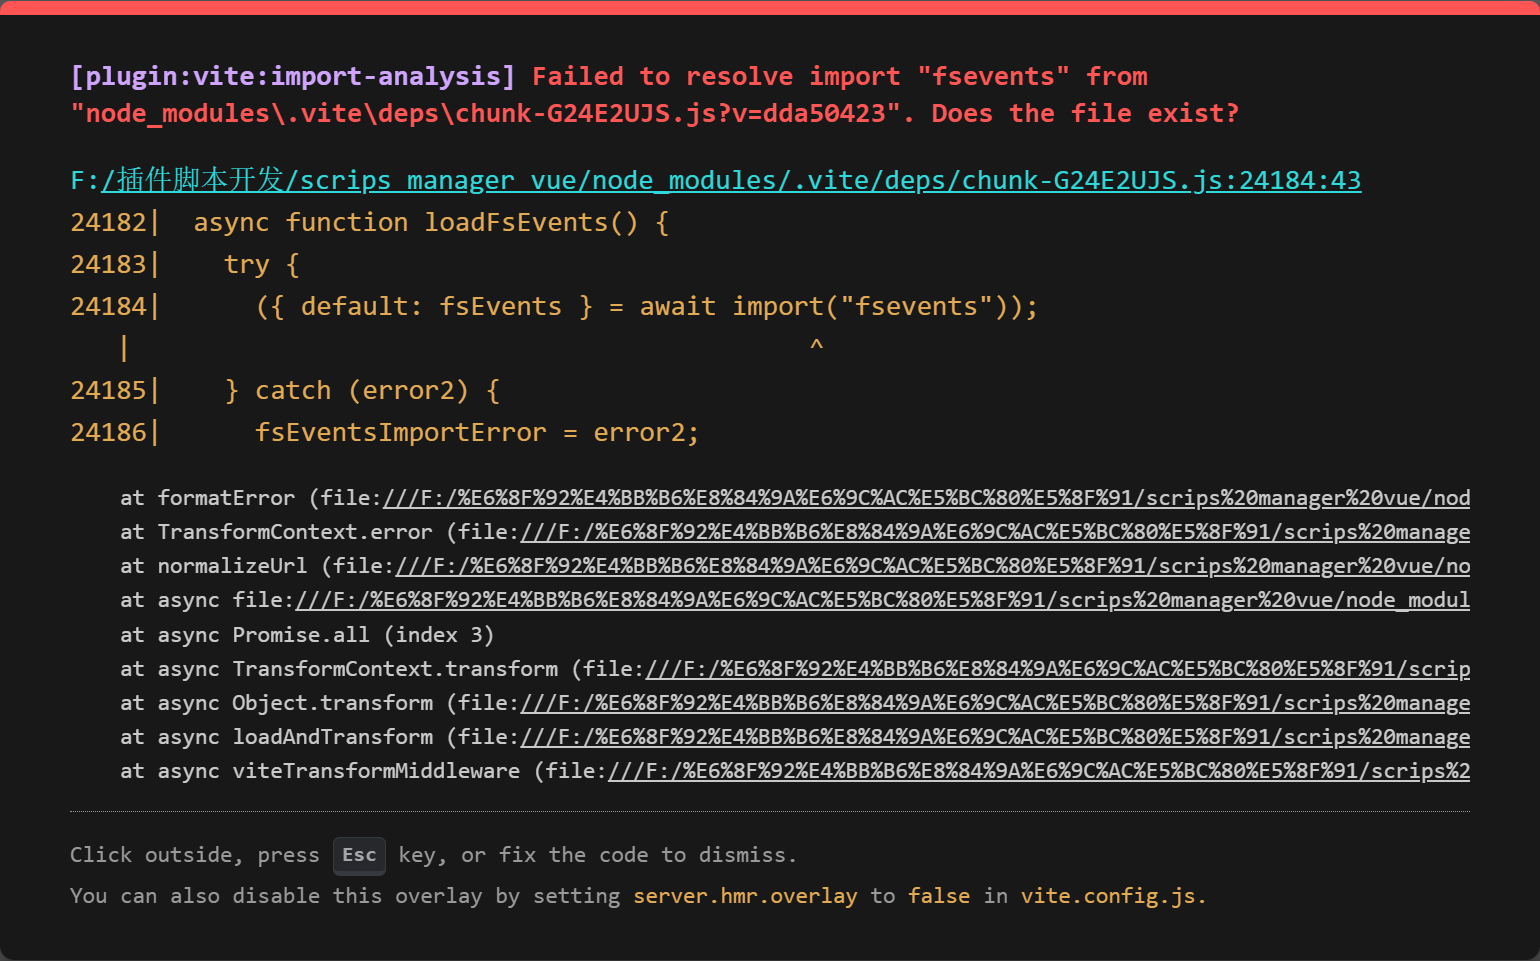 [plugin:vite:import-analysis] Failed to resolve import "fsevents" from
"node_modules\.vite\deps\chunk-G24E2UJS.js?v=dda50423". Does the file exist?
F:/插件脚本开发/scrips manager vue/node_modules/.vite/deps/chunk-G24E2UJS.js:24184:43
24182|  async function loadFsEvents() {
24183|    try {
24184|      ({ default: fsEvents } = await import("fsevents"));
   |                                             ^
24185|    } catch (error2) {
24186|      fsEventsImportError = error2;
at formatError (file:///F:/%E6%8F%92%E4%BB%B6%E8%84%9A%E6%9C%AC%E5%BC%80%E5%8F%91/scrips%20manager%20vue/nod
at TransformContext.error (file:///F:/%E6%8F%92%E4%BB%B6%E8%84%9A%E6%9C%AC%E5%BC%80%E5%8F%91/scrips%20manage
at normalizeUrl (file:///F:/%E6%8F%92%E4%BB%B6%E8%84%9A%E6%9C%AC%E5%BC%80%E5%8F%91/scrips%20manager%20vue/no
at async file:///F:/%E6%8F%92%E4%BB%B6%E8%84%9A%E6%9C%AC%E5%BC%80%E5%8F%91/scrips%20manager%20vue/node_modul
at async Promise.all (index 3)
at async TransformContext.transform (file:///F:/%E6%8F%92%E4%BB%B6%E8%84%9A%E6%9C%AC%E5%BC%80%E5%8F%91/scrip
at async Object.transform (file:///F:/%E6%8F%92%E4%BB%B6%E8%84%9A%E6%9C%AC%E5%BC%80%E5%8F%91/scrips%20manage
at async loadAndTransform (file:///F:/%E6%8F%92%E4%BB%B6%E8%84%9A%E6%9C%AC%E5%BC%80%E5%8F%91/scrips%20manage
at async viteTransformMiddleware (file:///F:/%E6%8F%92%E4%BB%B6%E8%84%9A%E6%9C%AC%E5%BC%80%E5%8F%91/scrips%2
Click outside, press Esc key, or fix the code to dismiss.
You can also disable this overlay by setting server.hmr.overlay to false in vite.config.js.